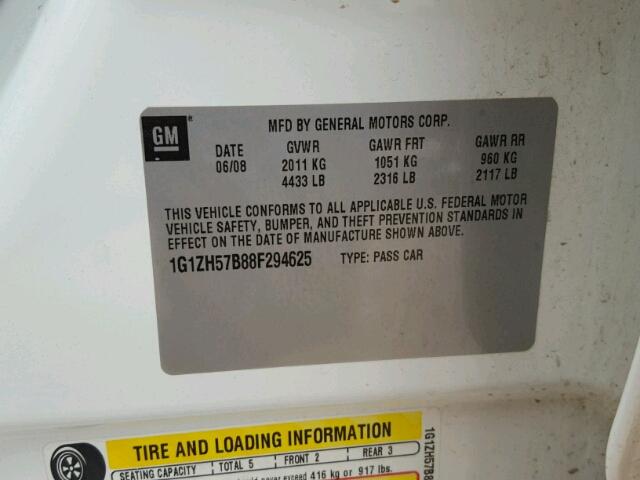 GM
MFD BY GENERAL MOTORS CORP.
DATE GVWR GAWR FRT GAWR RR
06/08 2011 KG 1051 KG 960 KG
4433 LB 2316 LB 2117 LB
THIS VEHICLE CONFORMS TO ALL APPLICABLE U.S. FEDERAL MOTOR
VEHICLE SAFETY, BUMPER, AND THEFT PREVENTION STANDARDS IN
EFFECT ON THE DATE OF MANUFACTURE SHOWN ABOVE.
1G1ZH57B88F294625 TYPE: PASS CAR
TIRE AND LOADING INFORMATION
SEATING CAPACITY TOTAL 5 FRONT 2 REAR 3
never exceed 416 kg or 917 lbs.
1G1ZH57B8